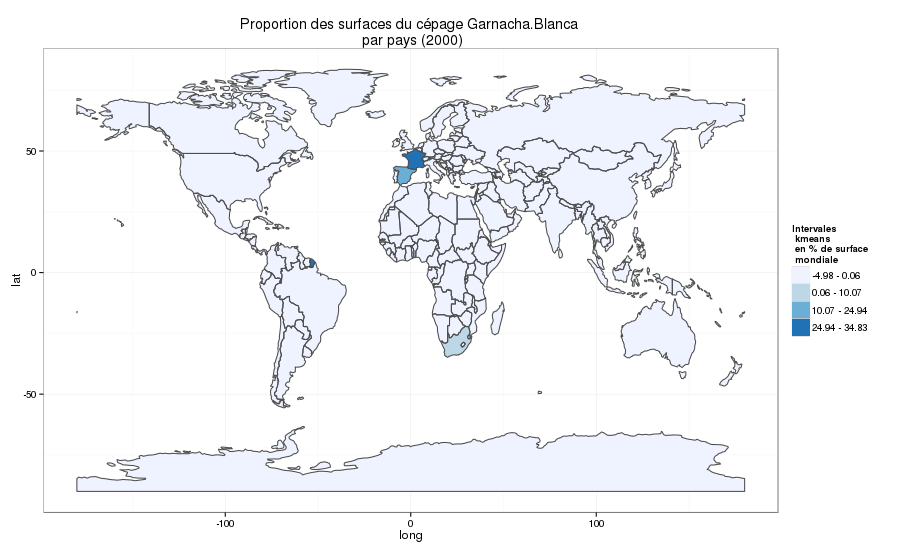 Proportion des surfaces du cépage Garnacha.Blanca
par pays (2000)
50
0
-50
lat
-100
0
100
long
Intervales
kmeans
en % de surface
mondiale
-4.98 - 0.06
0.06 - 10.07
10.07 - 24.94
24.94 - 34.83